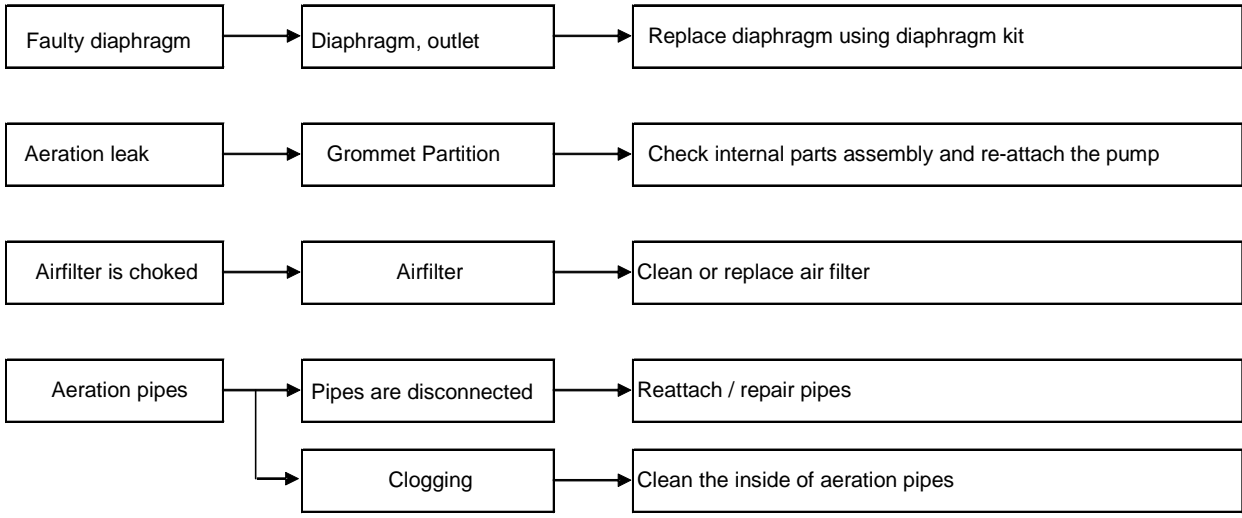 Faulty diaphragm
Diaphragm, outlet
Replace diaphragm using diaphragm kit
Aeration leak
Grommet Partition
Check internal parts assembly and re-attach the pump
Airfilter is choked
Airfilter
Clean or replace air filter
Aeration pipes
Pipes are disconnected
Reattach / repair pipes
Clogging
Clean the inside of aeration pipes